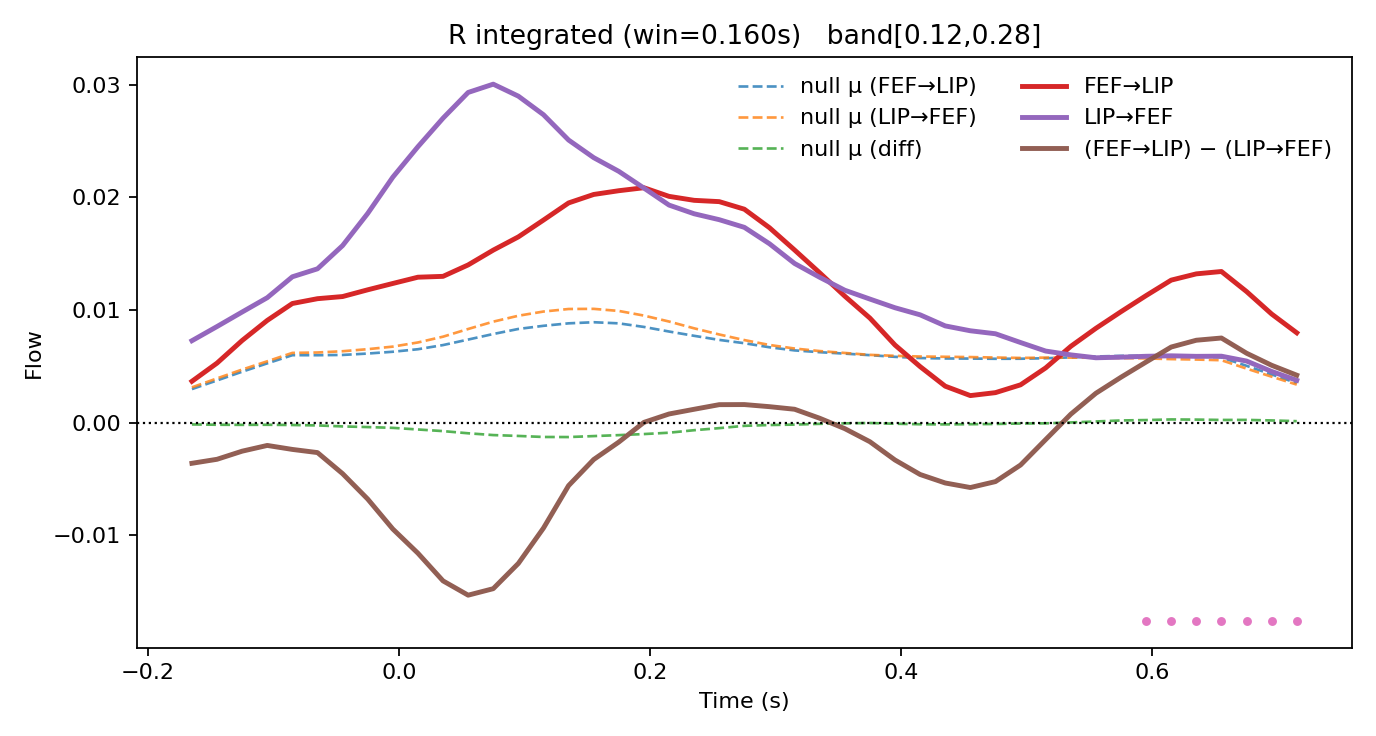 R integrated (win=0.160s)   band[0.12,0.28]
null μ (FEF→LIP)
null μ (LIP→FEF)
null μ (diff)
FEF→LIP
LIP→FEF
(FEF→LIP) − (LIP→FEF)
Flow
0.03
0.02
0.01
0.00
−0.01
−0.2
0.0
0.2
0.4
0.6
Time (s)